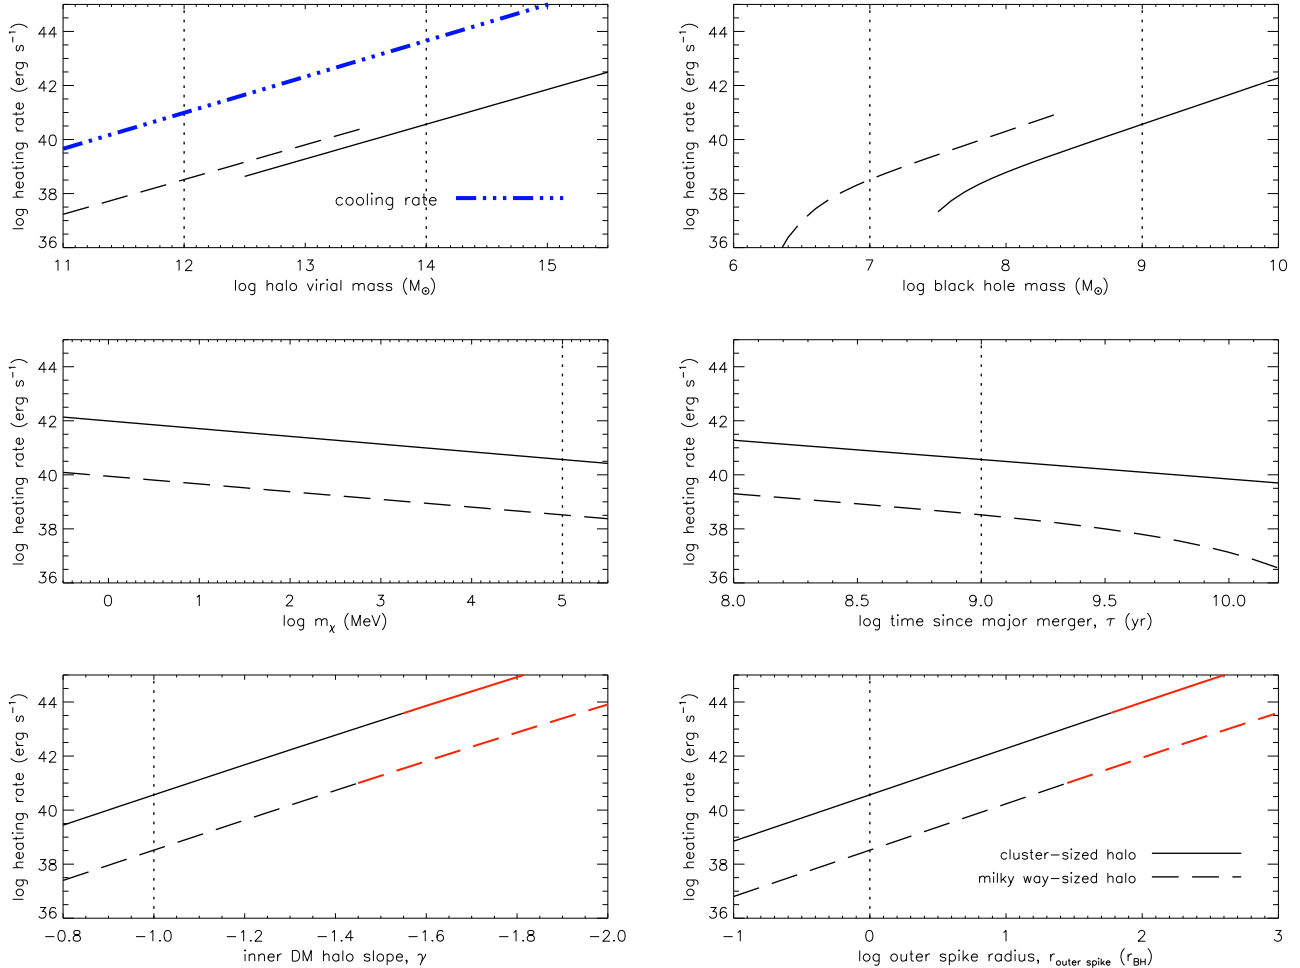 log heating rate (erg s⁻¹)
44
42
40
38
36
cooling rate
11 12 13 14 15
log halo virial mass (M⊙)
log heating rate (erg s⁻¹)
44
42
40
38
36
6 7 8 9 10
log black hole mass (M⊙)
log heating rate (erg s⁻¹)
44
42
40
38
36
0 1 2 3 4 5
log mχ (MeV)
log heating rate (erg s⁻¹)
44
42
40
38
36
8.0 8.5 9.0 9.5 10.0
log time since major merger, τ (yr)
log heating rate (erg s⁻¹)
44
42
40
38
36
−0.8 −1.0 −1.2 −1.4 −1.6 −1.8 −2.0
inner DM halo slope, γ
log heating rate (erg s⁻¹)
44
42
40
38
36
cluster−sized halo
milky way−sized halo
−1 0 1 2 3
log outer spike radius, r outer spike (rBH)